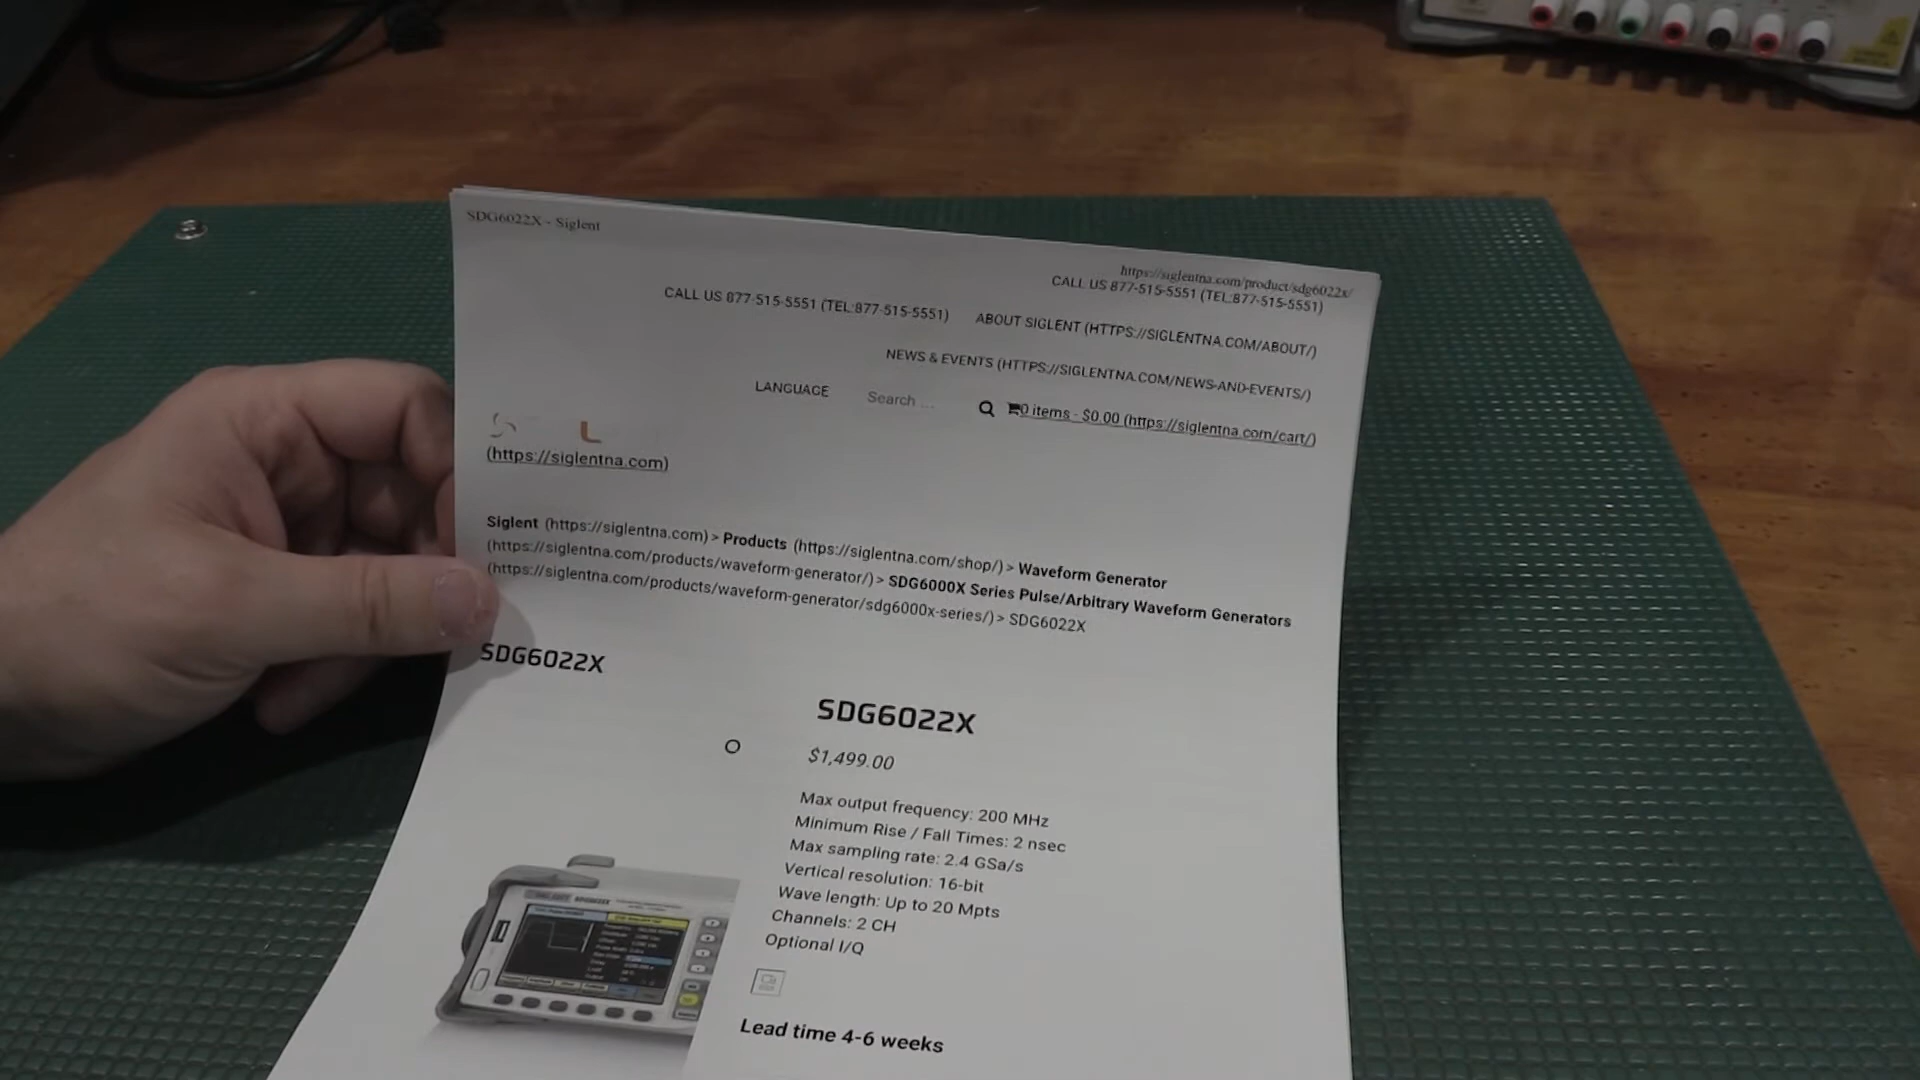 SDG6022X - Siglent
https://siglentna.com/product/sdg6022x/
CALL US 877-515-5551 (TEL:877-515-5551)
CALL US 877-515-5551 (TEL:877-515-5551)
ABOUT SIGLENT (HTTPS://SIGLENTNA.COM/ABOUT/)
NEWS & EVENTS (HTTPS://SIGLENTNA.COM/NEWS-AND-EVENTS/)
LANGUAGE
Search ...
0 items - $0.00 (https://siglentna.com/cart/)
(https://siglentna.com)
Siglent (https://siglentna.com) > Products (https://siglentna.com/shop/) > Waveform Generator
(https://siglentna.com/products/waveform-generator/) > SDG6000X Series Pulse/Arbitrary Waveform Generators
(https://siglentna.com/products/waveform-generator/sdg6000x-series/) > SDG6022X
SDG6022X
SDG6022X
$1,499.00
Max output frequency: 200 MHz
Minimum Rise / Fall Times: 2 nsec
Max sampling rate: 2.4 GSa/s
Vertical resolution: 16-bit
Wave length: Up to 20 Mpts
Channels: 2 CH
Optional I/Q
Lead time 4-6 weeks